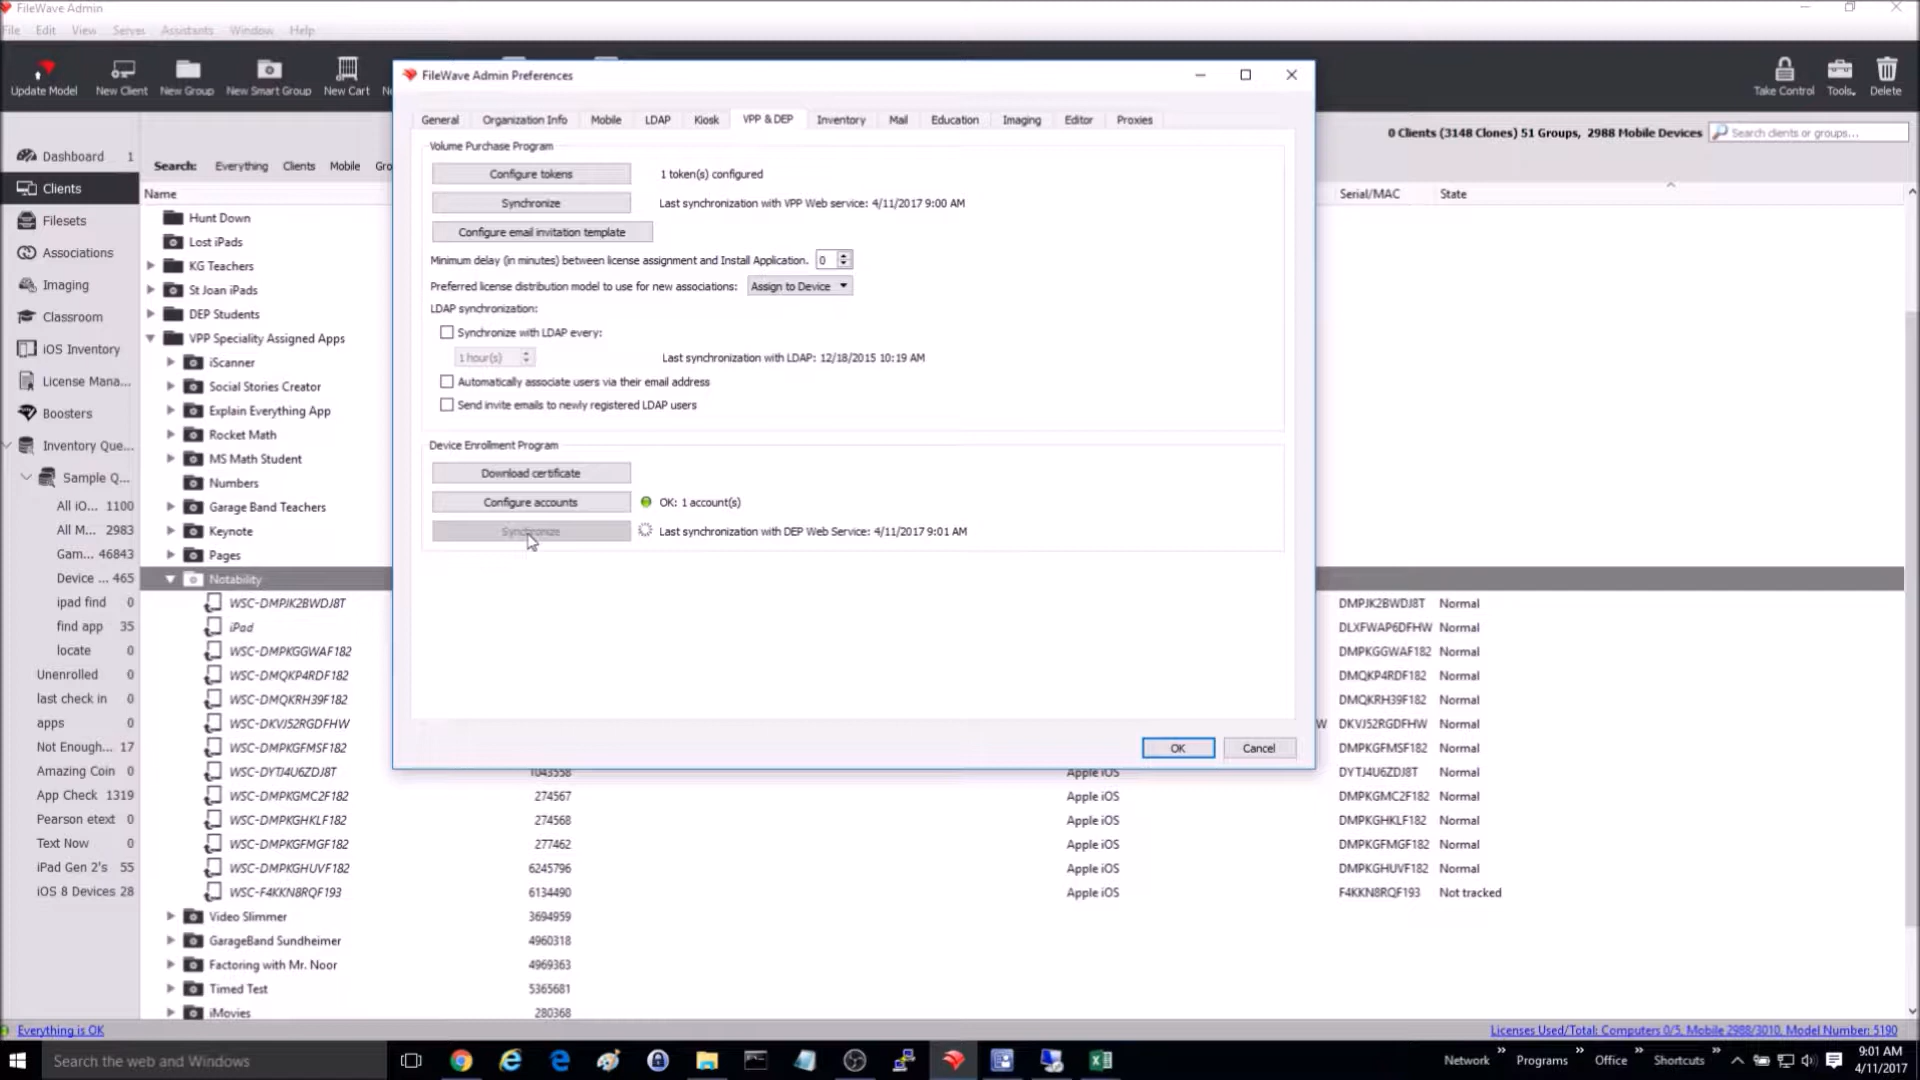 FileWave Admin
File Edit View Server Assistants Window Help
Update Model New Client New Group New Smart Group New Cart
Take Control Tools Delete
FileWave Admin Preferences
General Organization Info Mobile LDAP Kiosk VPP & DEP Inventory Mail Education Imaging Editor Proxies
0 Clients (3148 Clones) 51 Groups, 2988 Mobile Devices
Search clients or groups...
Volume Purchase Program
Configure tokens 1 token(s) configured
Synchronize Last synchronization with VPP Web service: 4/11/2017 9:00 AM
Configure email invitation template
Minimum delay (in minutes) between license assignment and Install Application. 0
Preferred license distribution model to use for new associations: Assign to Device
LDAP synchronization:
Synchronize with LDAP every:
1 hour(s) Last synchronization with LDAP: 12/18/2015 10:19 AM
Automatically associate users via their email address
Send invite emails to newly registered LDAP users
Device Enrollment Program
Download certificate
Configure accounts OK: 1 account(s)
Synchronize Last synchronization with DEP Web Service: 4/11/2017 9:01 AM
OK Cancel
Dashboard 1
Clients
Filesets
Associations
Imaging
Classroom
iOS Inventory
License Mana...
Boosters
Inventory Que...
Sample Q...
All iO... 1100
All M... 2983
Gam... 46843
Device ... 465
ipad find 0
find app 35
locate 0
Unenrolled 0
last check in 0
apps 0
Not Enough... 17
Amazing Coin 0
App Check 1319
Pearson etext 0
Text Now 0
iPad Gen 2's 55
iOS 8 Devices 28
Search: Everything Clients Mobile
Name Serial/MAC State
Hunt Down
Lost iPads
KG Teachers
St Joan iPads
DEP Students
VPP Speciality Assigned Apps
iScanner
Social Stories Creator
Explain Everything App
Rocket Math
MS Math Student
Numbers
Garage Band Teachers
Keynote
Pages
Notability
WSC-DMPJK2BWDJ8T DMPJK2BWDJ8T Normal
iPad DLXFWAP6DFHW Normal
WSC-DMPKGGWAF182 DMPKGGWAF182 Normal
WSC-DMQKP4RDF182 DMQKP4RDF182 Normal
WSC-DMQKRH39F182 DMQKRH39F182 Normal
WSC-DKVJ52RGDFHW W DKVJ52RGDFHW Normal
WSC-DMPKGFMSF182 DMPKGFMSF182 Normal
WSC-DYTJ4U6ZDJ8T 1043558 Apple iOS DYTJ4U6ZDJ8T Normal
WSC-DMPKGMC2F182 274567 Apple iOS DMPKGMC2F182 Normal
WSC-DMPKGHKLF182 274568 Apple iOS DMPKGHKLF182 Normal
WSC-DMPKGFMGF182 277462 Apple iOS DMPKGFMGF182 Normal
WSC-DMPKGHUVF182 6245796 Apple iOS DMPKGHUVF182 Normal
WSC-F4KKN8RQF193 6134490 Apple iOS F4KKN8RQF193 Not tracked
Video Slimmer 3694959
GarageBand Sundheimer 4960318
Factoring with Mr. Noor 4969363
Timed Test 5365681
iMovies 280368
Everything is OK
Licenses Used/Total: Computers 0/5, Mobile 2988/3010, Model Number: 5190
Search the web and Windows
Network Programs Office Shortcuts
9:01 AM
4/11/2017